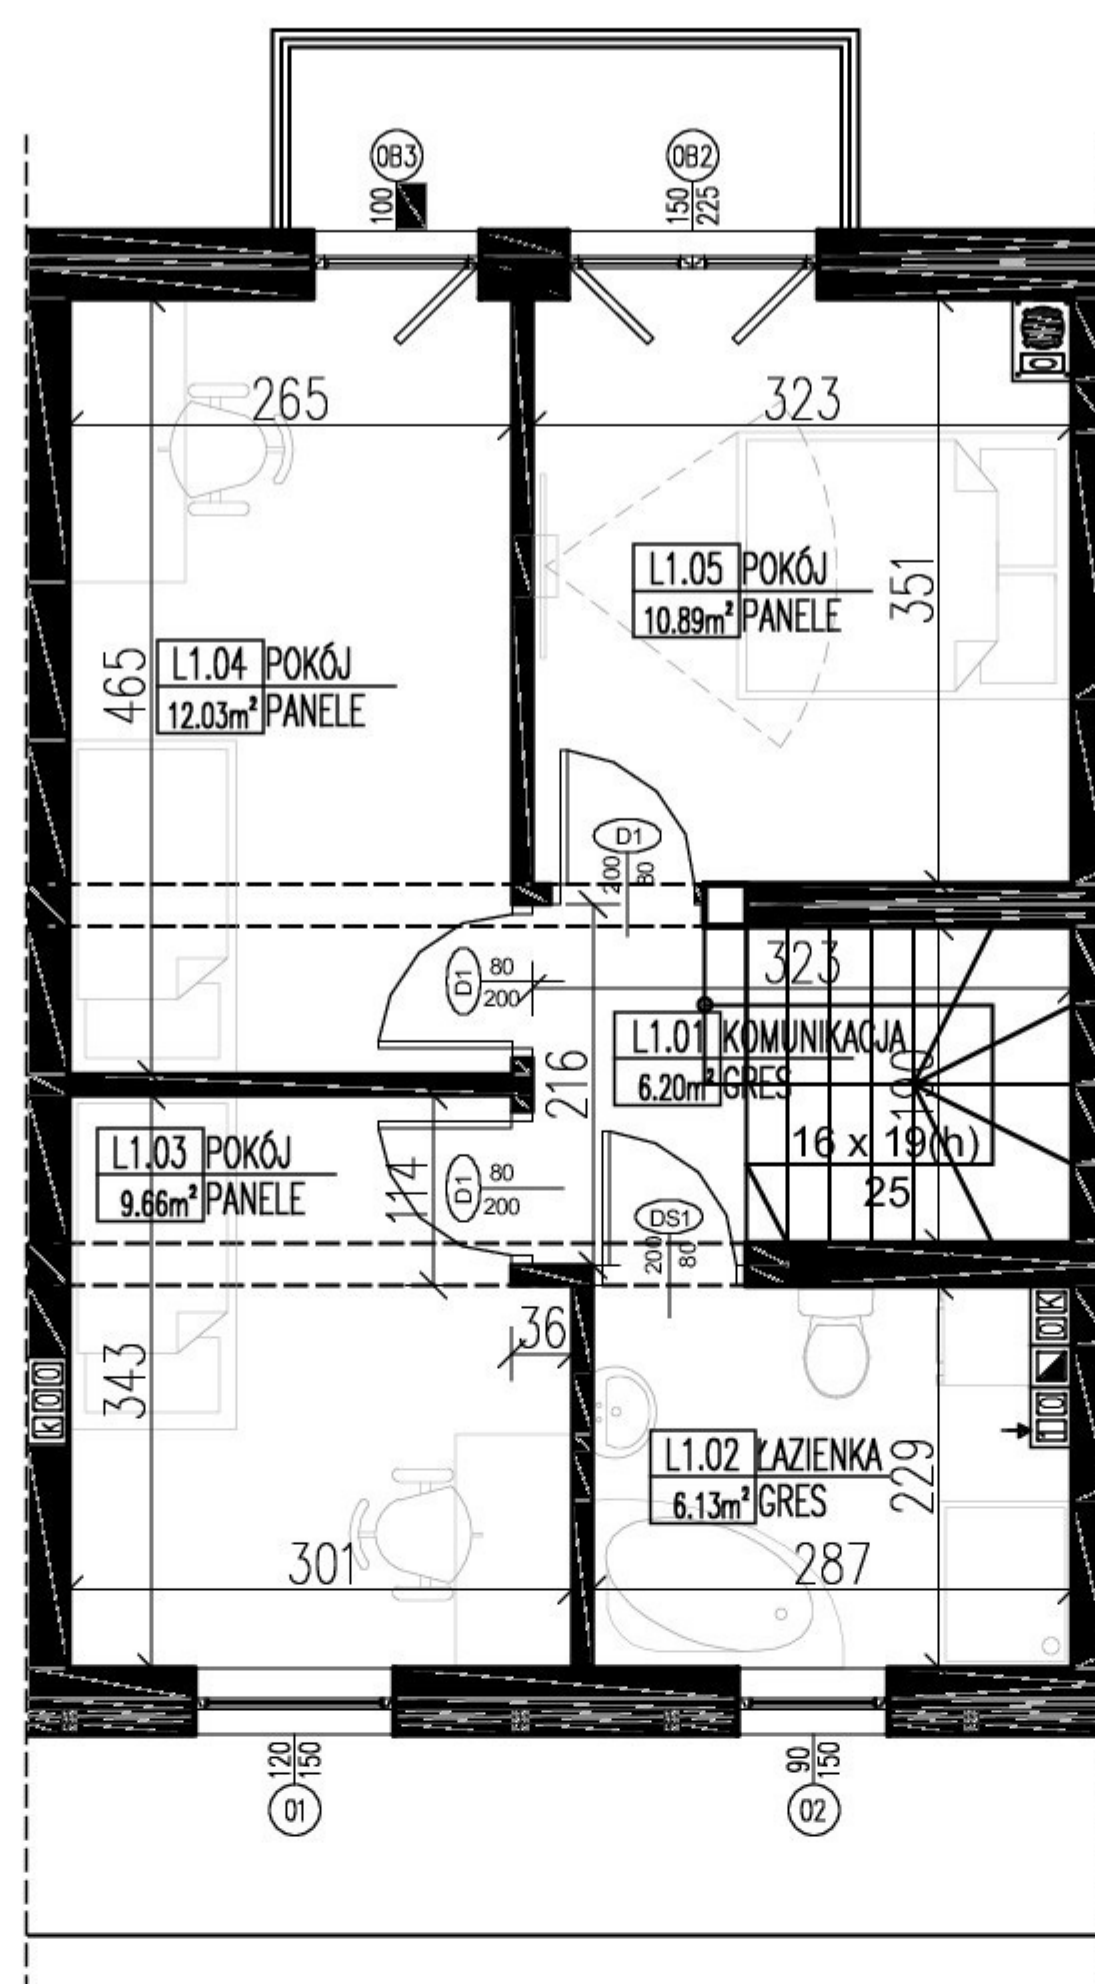 OB3
OB2
100
150
225
265
323
L1.05 POKÓJ
10.89m² PANELE
351
L1.04 POKÓJ
12.03m² PANELE
465
D1
200
80
D1
80
200
323
L1.01 KOMUNIKACJA
6.20m² GRES
216
190
16 x 19(h)
25
L1.03 POKÓJ
9.66m² PANELE
114
D1
80
200
DS1
200
80
36
343
L1.02 ŁAZIENKA
6.13m² GRES
229
301
287
120
150
90
150
O1
O2